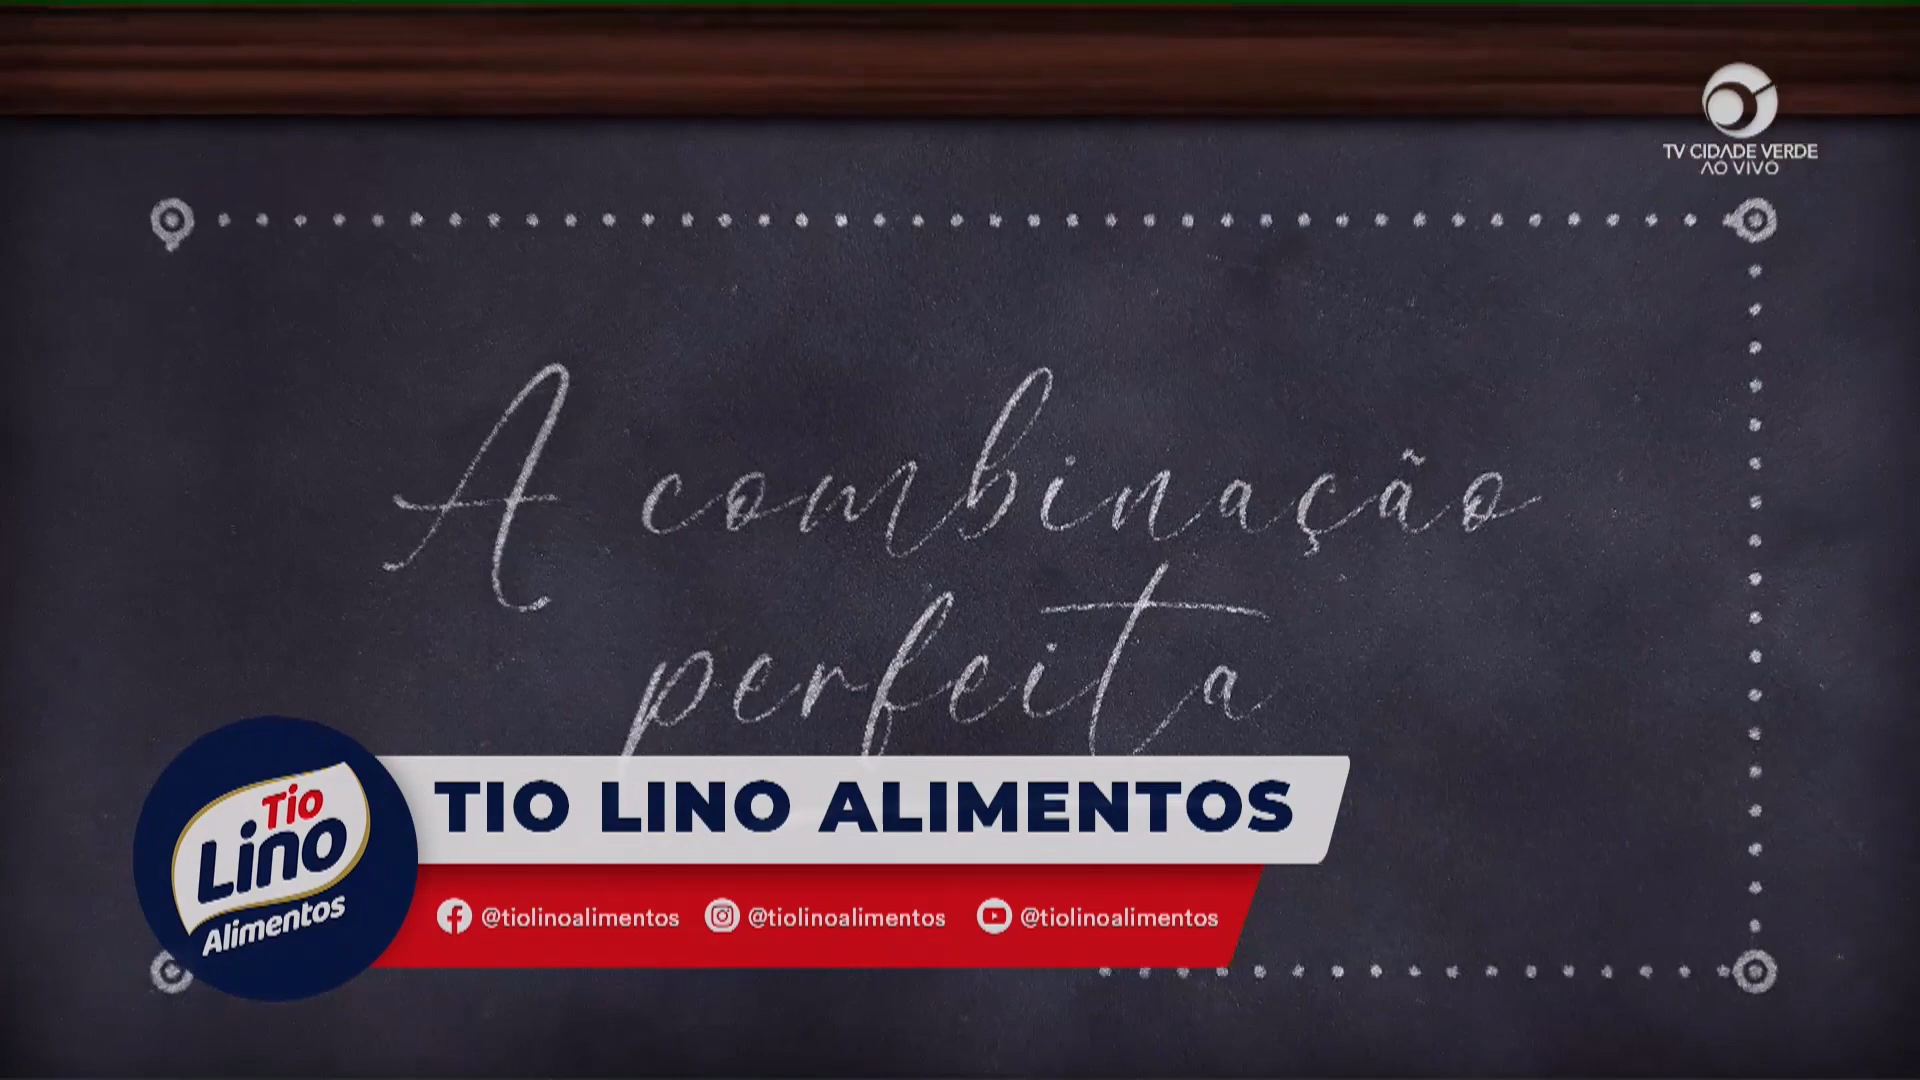 TV CIDADE VERDE
AO VIVO
A combinação
perfeita
TIO LINO ALIMENTOS
Tio
Lino
Alimentos
@tiolinoalimentos @tiolinoalimentos @tiolinoalimentos